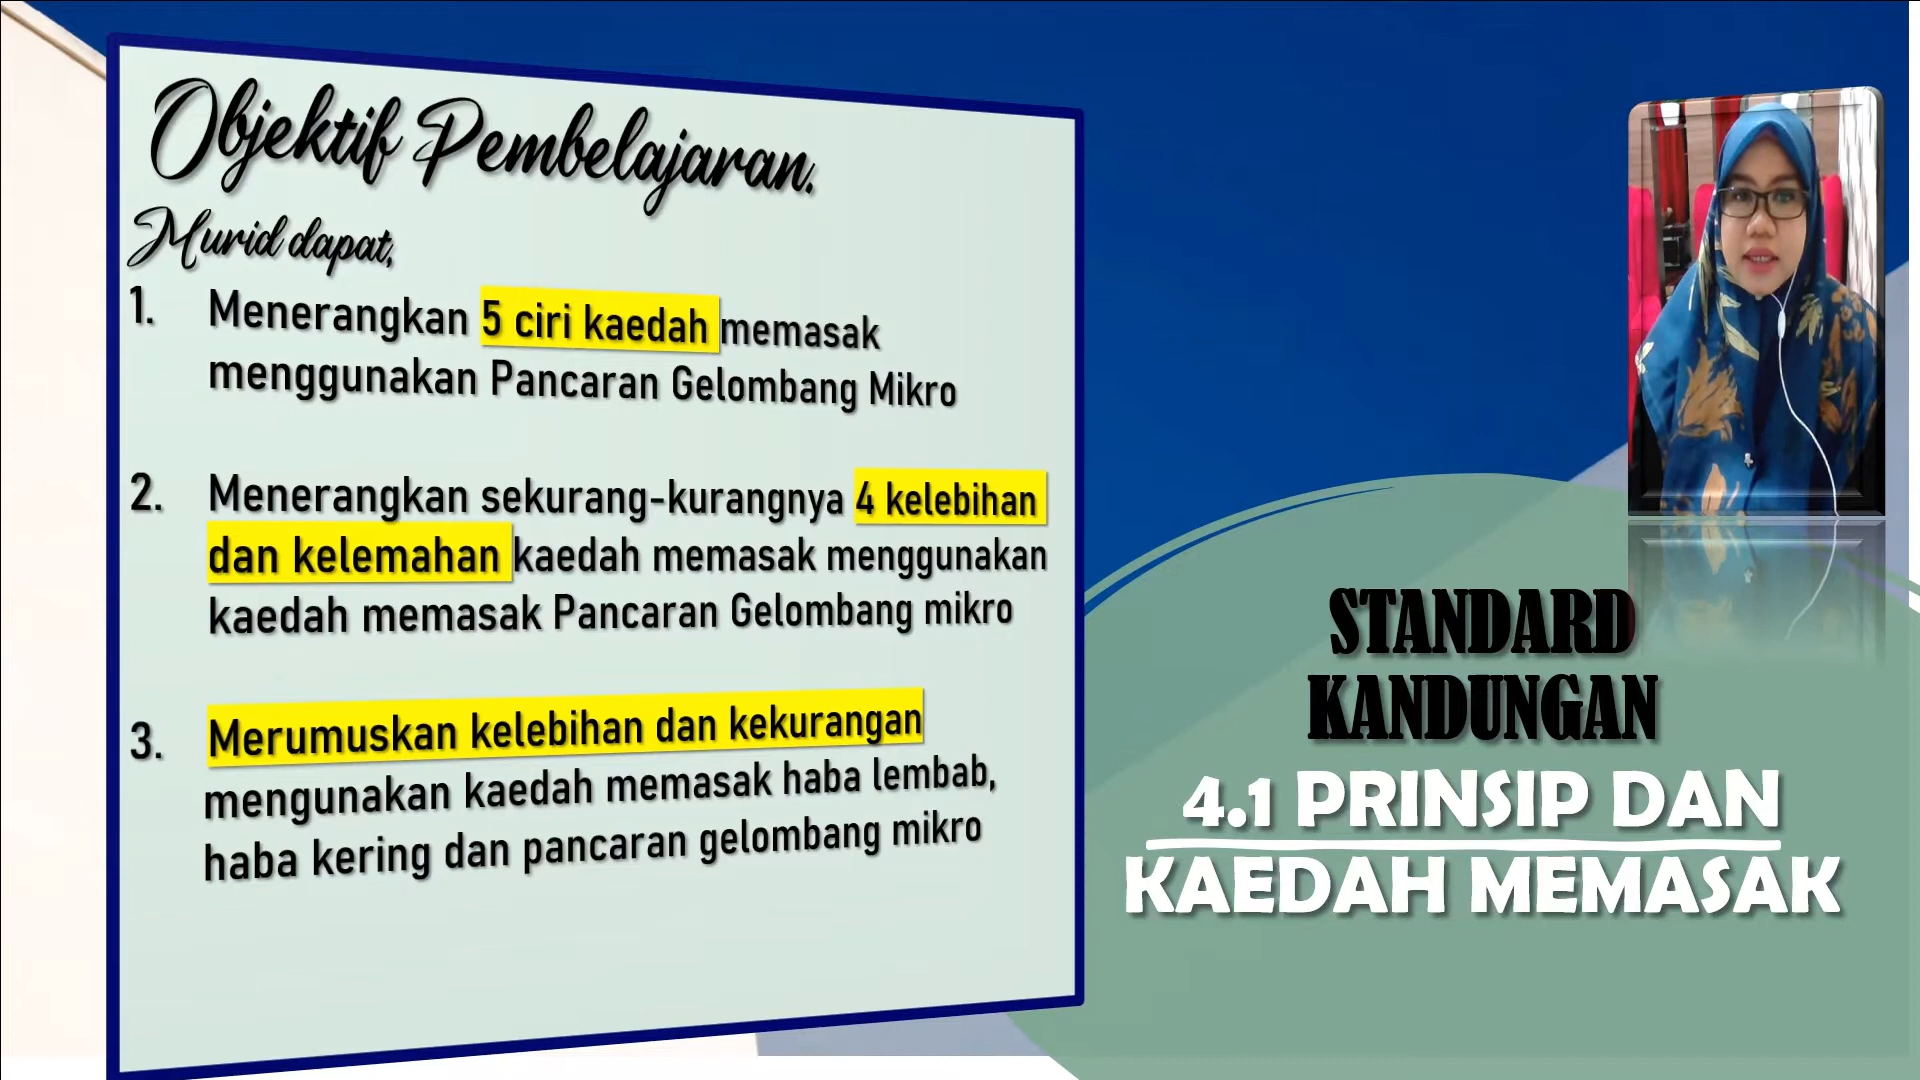 Objektif Pembelajaran.
Murid dapat,
1. Menerangkan 5 ciri kaedah memasak
menggunakan Pancaran Gelombang Mikro
2. Menerangkan sekurang-kurangnya 4 kelebihan
dan kelemahan kaedah memasak menggunakan
kaedah memasak Pancaran Gelombang mikro
3. Merumuskan kelebihan dan kekurangan
mengunakan kaedah memasak haba lembab,
haba kering dan pancaran gelombang mikro
STANDARD
KANDUNGAN
4.1 PRINSIP DAN
KAEDAH MEMASAK